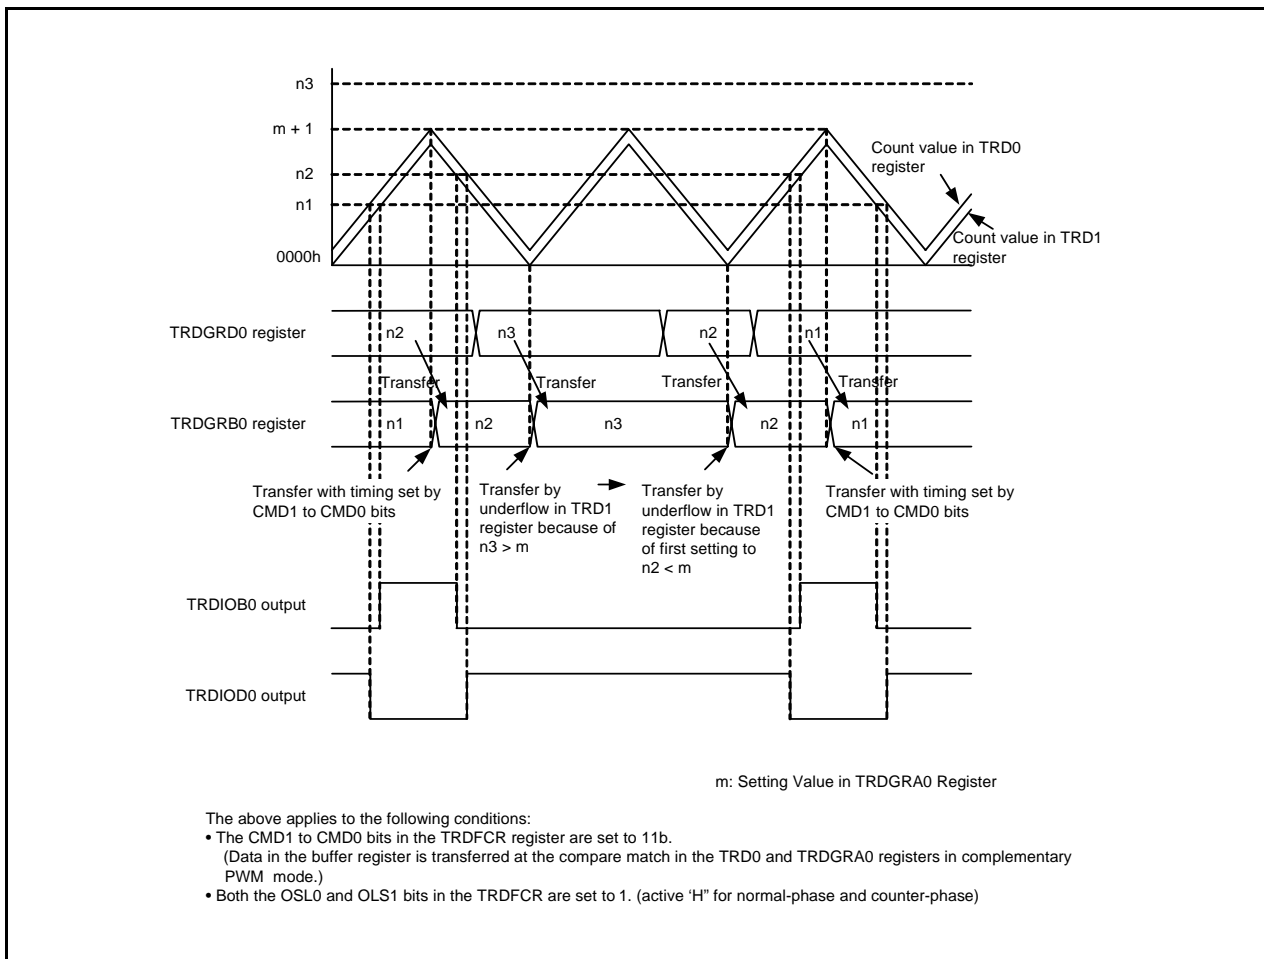 n3
m + 1
n2
n1
0000h
Count value in TRD0
register
Count value in TRD1
register
TRDGRD0 register
n2
n3
n2
n1
Transfer
Transfer
Transfer
Transfer
TRDGRB0 register
n1
n2
n3
n2
n1
Transfer with timing set by
CMD1 to CMD0 bits
Transfer by
underflow in TRD1
register because of
n3 > m
Transfer by
underflow in TRD1
register because
of first setting to
n2 < m
Transfer with timing set by
CMD1 to CMD0 bits
TRDIOB0 output
TRDIOD0 output
m: Setting Value in TRDGRA0 Register
The above applies to the following conditions:
• The CMD1 to CMD0 bits in the TRDFCR register are set to 11b.
(Data in the buffer register is transferred at the compare match in the TRD0 and TRDGRA0 registers in complementary
PWM mode.)
• Both the OSL0 and OLS1 bits in the TRDFCR are set to 1. (active ‘H” for normal-phase and counter-phase)